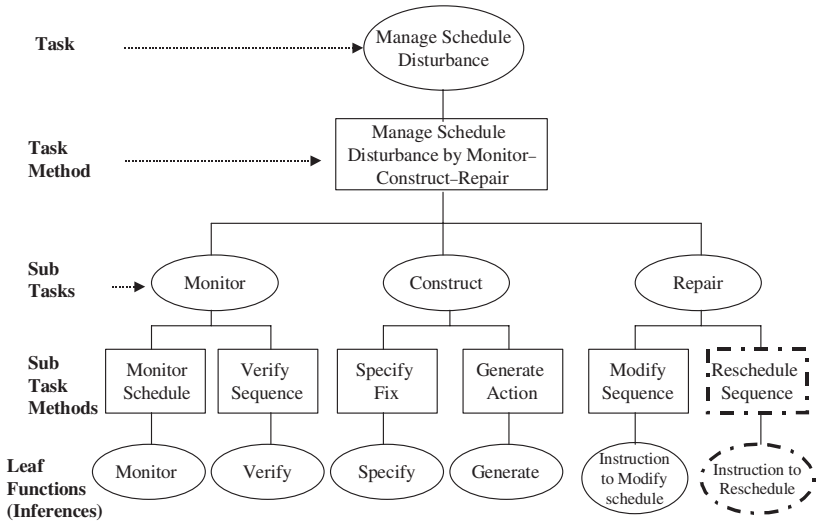 Task
Manage Schedule
Disturbance
Task
Method
Manage Schedule
Disturbance by Monitor–
Construct–Repair
Sub
Tasks
Monitor
Construct
Repair
Sub
Task
Methods
Monitor
Schedule
Verify
Sequence
Specify
Fix
Generate
Action
Modify
Sequence
Reschedule
Sequence
Leaf
Functions
(Inferences)
Monitor
Verify
Specify
Generate
Instruction
to Modify
schedule
Instruction to
Reschedule